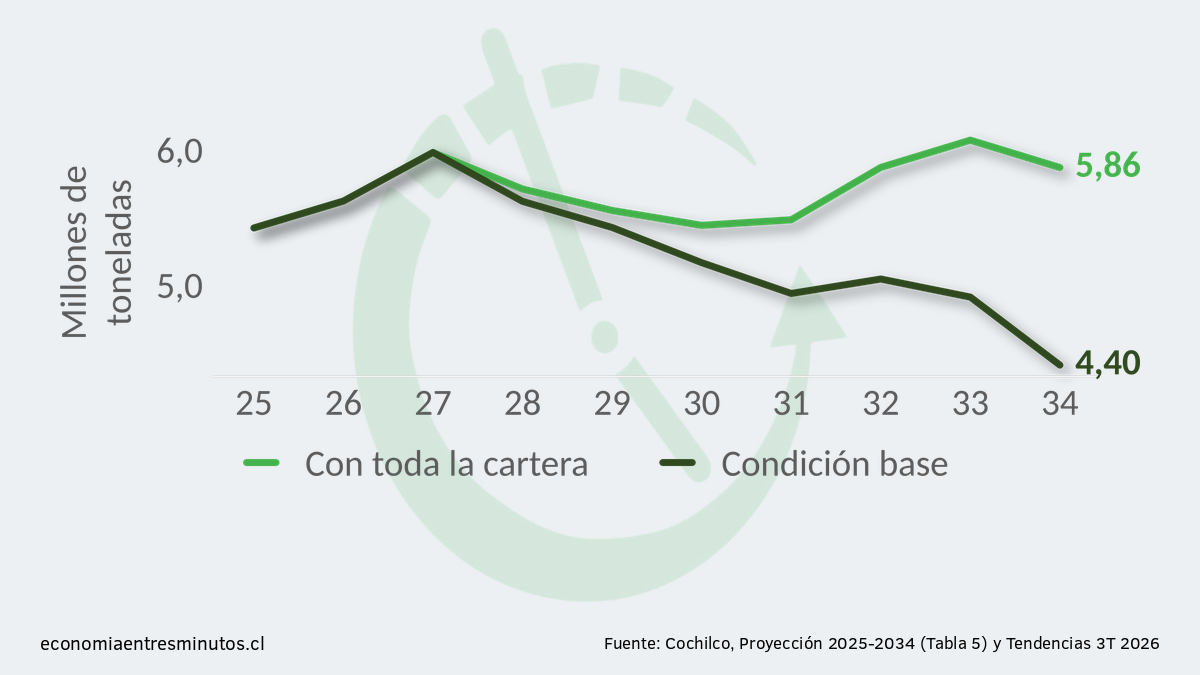 6,0
5,0
Millones de
toneladas
5,86
4,40
25 26 27 28 29 30 31 32 33 34
Con toda la cartera Condición base
economiaentresminutos.cl Fuente: Cochilco, Proyección 2025-2034 (Tabla 5) y Tendencias 3T 2026